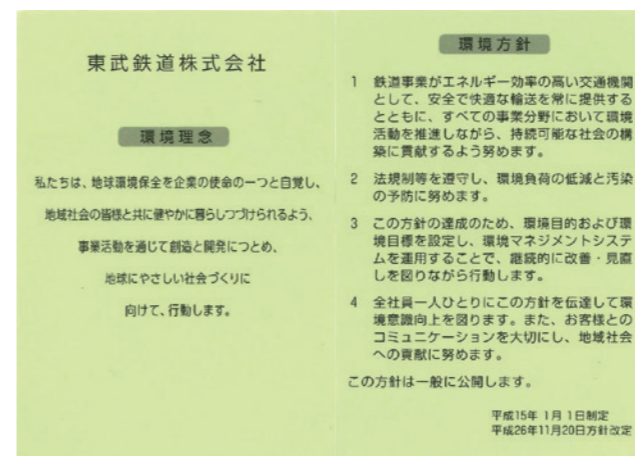 東武鉄道株式会社
環境理念
私たちは、地球環境保全を企業の使命の一つと自覚し、
地域社会の皆様と共に健やかに暮らしつづけられるよう、
事業活動を通じて創造と開発につとめ、
地球にやさしい社会づくりに
向けて、行動します。
環境方針
1 鉄道事業がエネルギー効率の高い交通機関
として、安全で快適な輸送を常に提供する
とともに、すべての事業分野において環境
活動を推進しながら、持続可能な社会の構
築に貢献するよう努めます。
2 法規制等を遵守し、環境負荷の低減と汚染
の予防に努めます。
3 この方針の達成のため、環境目的および環
境目標を設定し、環境マネジメントシステ
ムを運用することで、継続的に改善・見直
しを図りながら行動します。
4 全社員一人ひとりにこの方針を伝達して環
境意識向上を図ります。また、お客様との
コミュニケーションを大切にし、地域社会
への貢献に努めます。
この方針は一般に公開します。
平成15年 1月 1日制定
平成26年11月20日方針改定